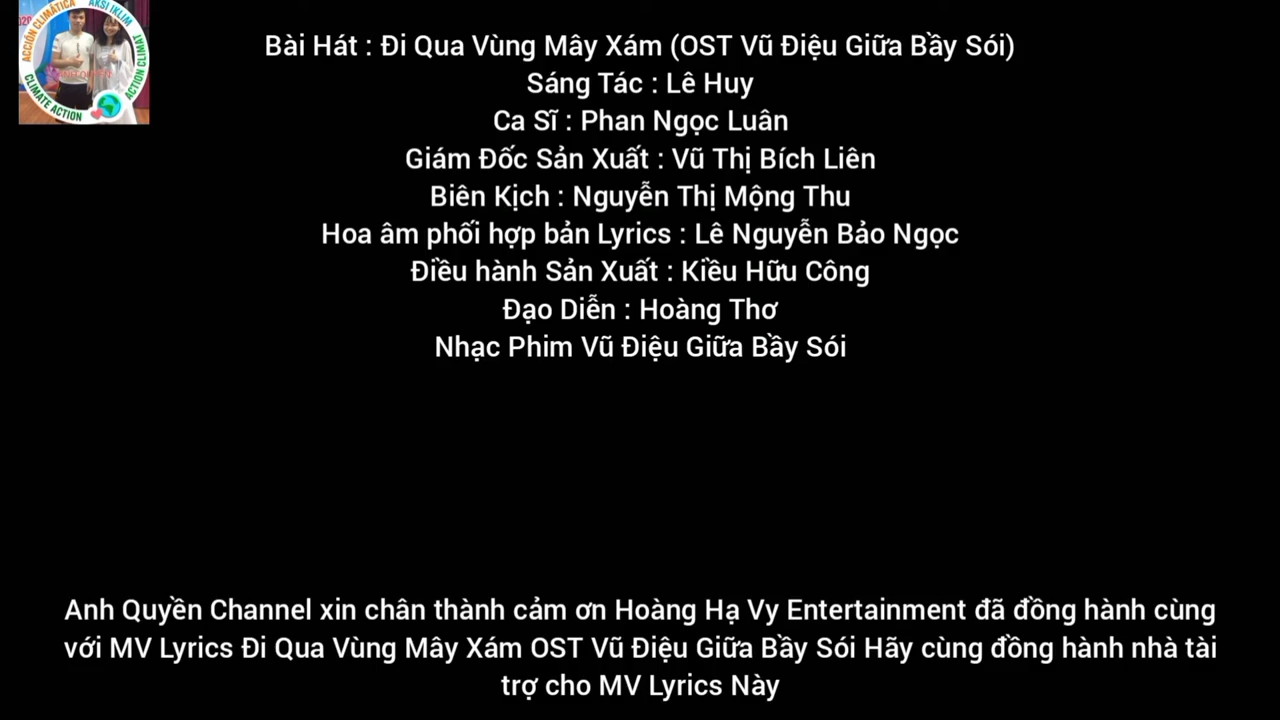 ACCIÓN CLIMÁTICA
AKSI IKLIM
ACTION CLIMAT
CLIMATE ACTION
Bài Hát : Đi Qua Vùng Mây Xám (OST Vũ Điệu Giữa Bầy Sói)
Sáng Tác : Lê Huy
Ca Sĩ : Phan Ngọc Luân
Giám Đốc Sản Xuất : Vũ Thị Bích Liên
Biên Kịch : Nguyễn Thị Mộng Thu
Hoa âm phối hợp bản Lyrics : Lê Nguyễn Bảo Ngọc
Điều hành Sản Xuất : Kiều Hữu Công
Đạo Diễn : Hoàng Thơ
Nhạc Phim Vũ Điệu Giữa Bầy Sói
Anh Quyền Channel xin chân thành cảm ơn Hoàng Hạ Vy Entertainment đã đồng hành cùng
với MV Lyrics Đi Qua Vùng Mây Xám OST Vũ Điệu Giữa Bầy Sói Hãy cùng đồng hành nhà tài
trợ cho MV Lyrics Này